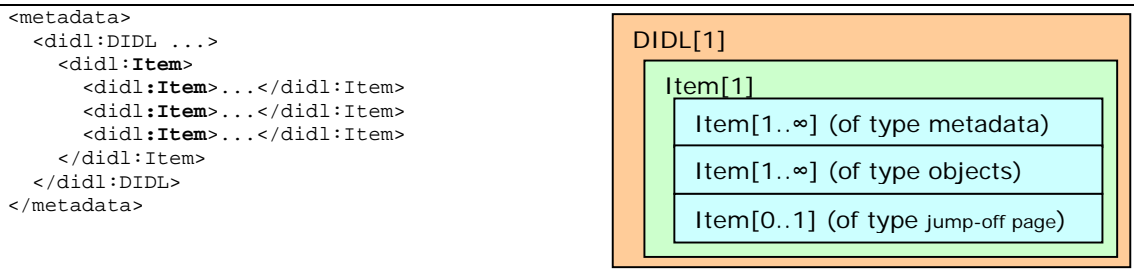 <metadata>
  <didl:DIDL ...>
    <didl:Item>
      <didl:Item>...</didl:Item>
      <didl:Item>...</didl:Item>
      <didl:Item>...</didl:Item>
    </didl:Item>
  </didl:DIDL>
</metadata>
DIDL[1]
Item[1]
Item[1..∞] (of type metadata)
Item[1..∞] (of type objects)
Item[0..1] (of type jump-off page)